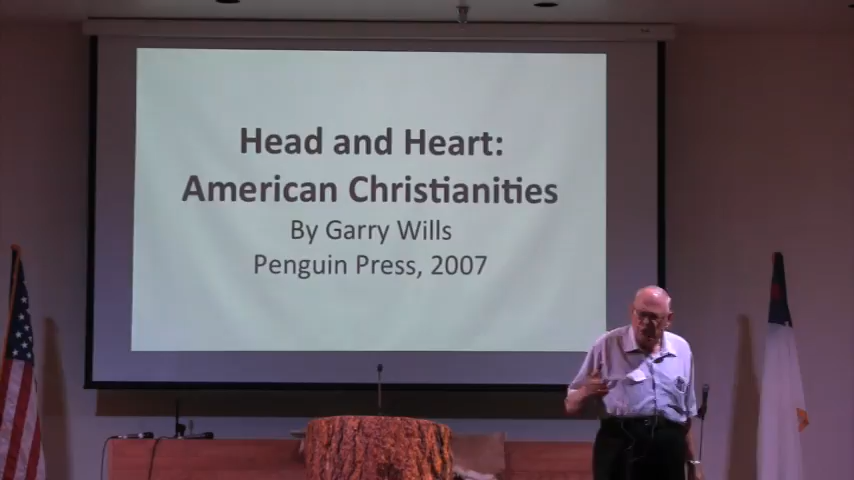 Head and Heart:
American Christianities
By Garry Wills
Penguin Press, 2007